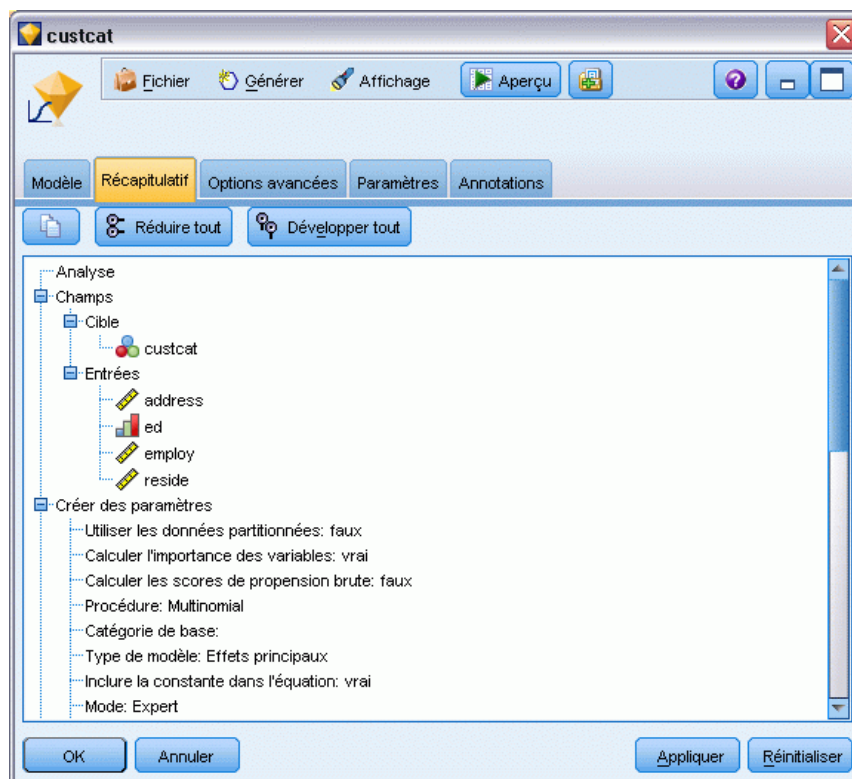 custcat
Fichier Générer Affichage Aperçu
Modèle Récapitulatif Options avancées Paramètres Annotations
Réduire tout Développer tout
Analyse
Champs
Cible
custcat
Entrées
address
ed
employ
reside
Créer des paramètres
Utiliser les données partitionnées: faux
Calculer l'importance des variables: vrai
Calculer les scores de propension brute: faux
Procédure: Multinomial
Catégorie de base:
Type de modèle: Effets principaux
Inclure la constante dans l'équation: vrai
Mode: Expert
OK Annuler Appliquer Réinitialiser